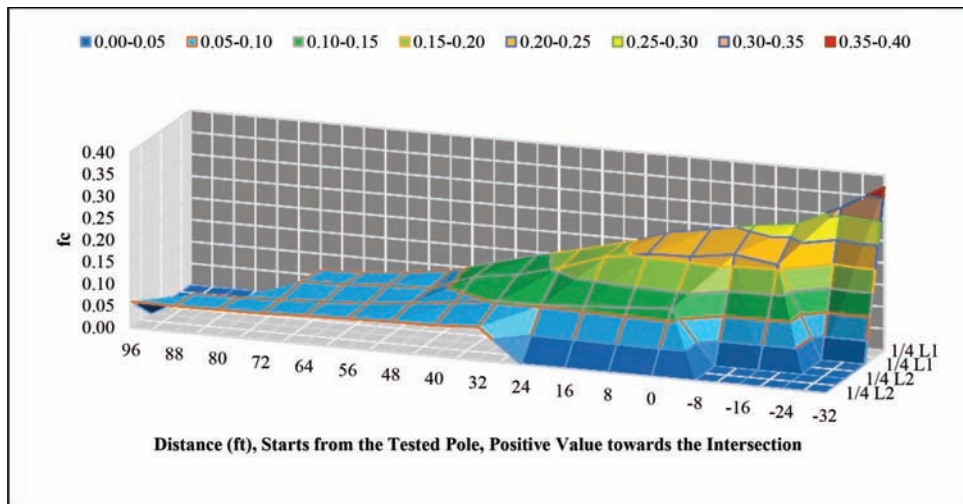 0.00-0.05 0.05-0.10 0.10-0.15 0.15-0.20 0.20-0.25 0.25-0.30 0.30-0.35 0.35-0.40
0.40
0.35
0.30
0.25
0.20
0.15
0.10
0.05
0.00
fc
96 88 80 72 64 56 48 40 32 24 16 8 0 -8 -16 -24 -32
1/4 L1
1/4 L1
1/4 L2
1/4 L2
Distance (ft), Starts from the Tested Pole, Positive Value towards the Intersection